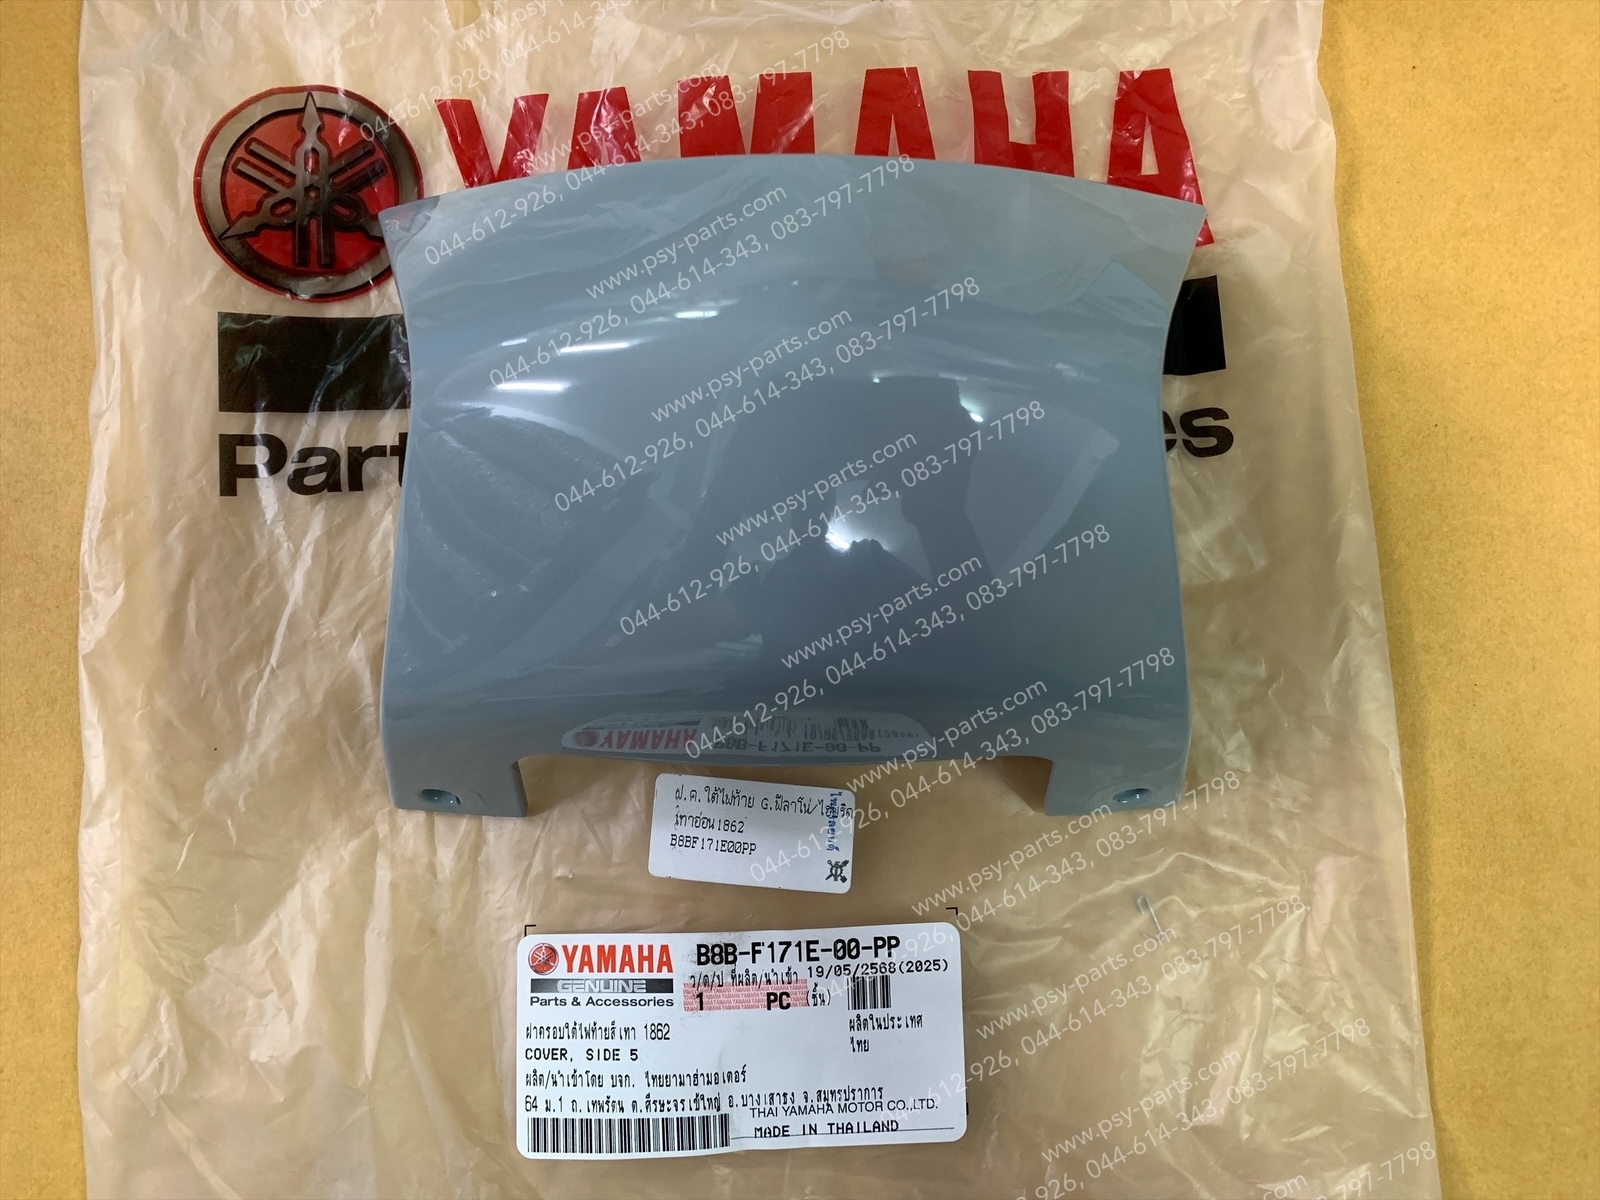 YAMAHA
Part
es
ฝ.ค.ใต้ไฟท้าย G.ฟีลาโน่/ไฮบริด
เทาอ่อน1862
B8BF171E00PP
YAMAHA
GENUINE
Parts & Accessories
B8B-F171E-00-PP
ว/ด/ป ที่ผลิต/นำเข้า 19/05/2568(2025)
1 PC (ชิ้น)
ฝาครอบใต้ไฟท้ายสีเทา 1862
COVER, SIDE 5
ผลิตในประเทศ
ไทย
ผลิต/นำเข้าโดย บจก. ไทยยามาฮ่ามอเตอร์
64 ม.1 ถ.เทพรัตน ต.ศีรษะจรเข้ใหญ่ อ.บางเสาธง จ.สมุทรปราการ
THAI YAMAHA MOTOR CO.,LTD.
MADE IN THAILAND
www.psy-parts.com
044-612-926, 044-614-343, 083-797-7798